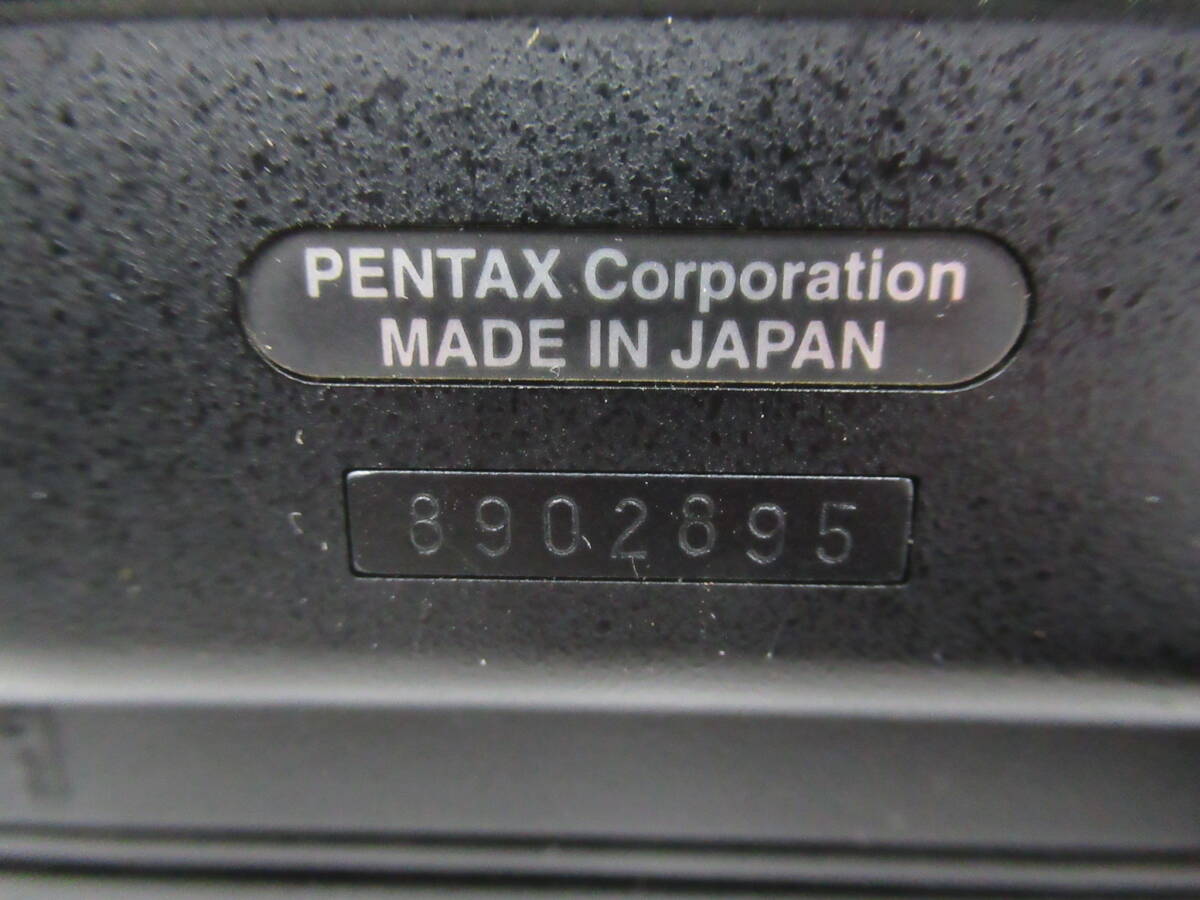 PENTAX Corporation
MADE IN JAPAN
8902895